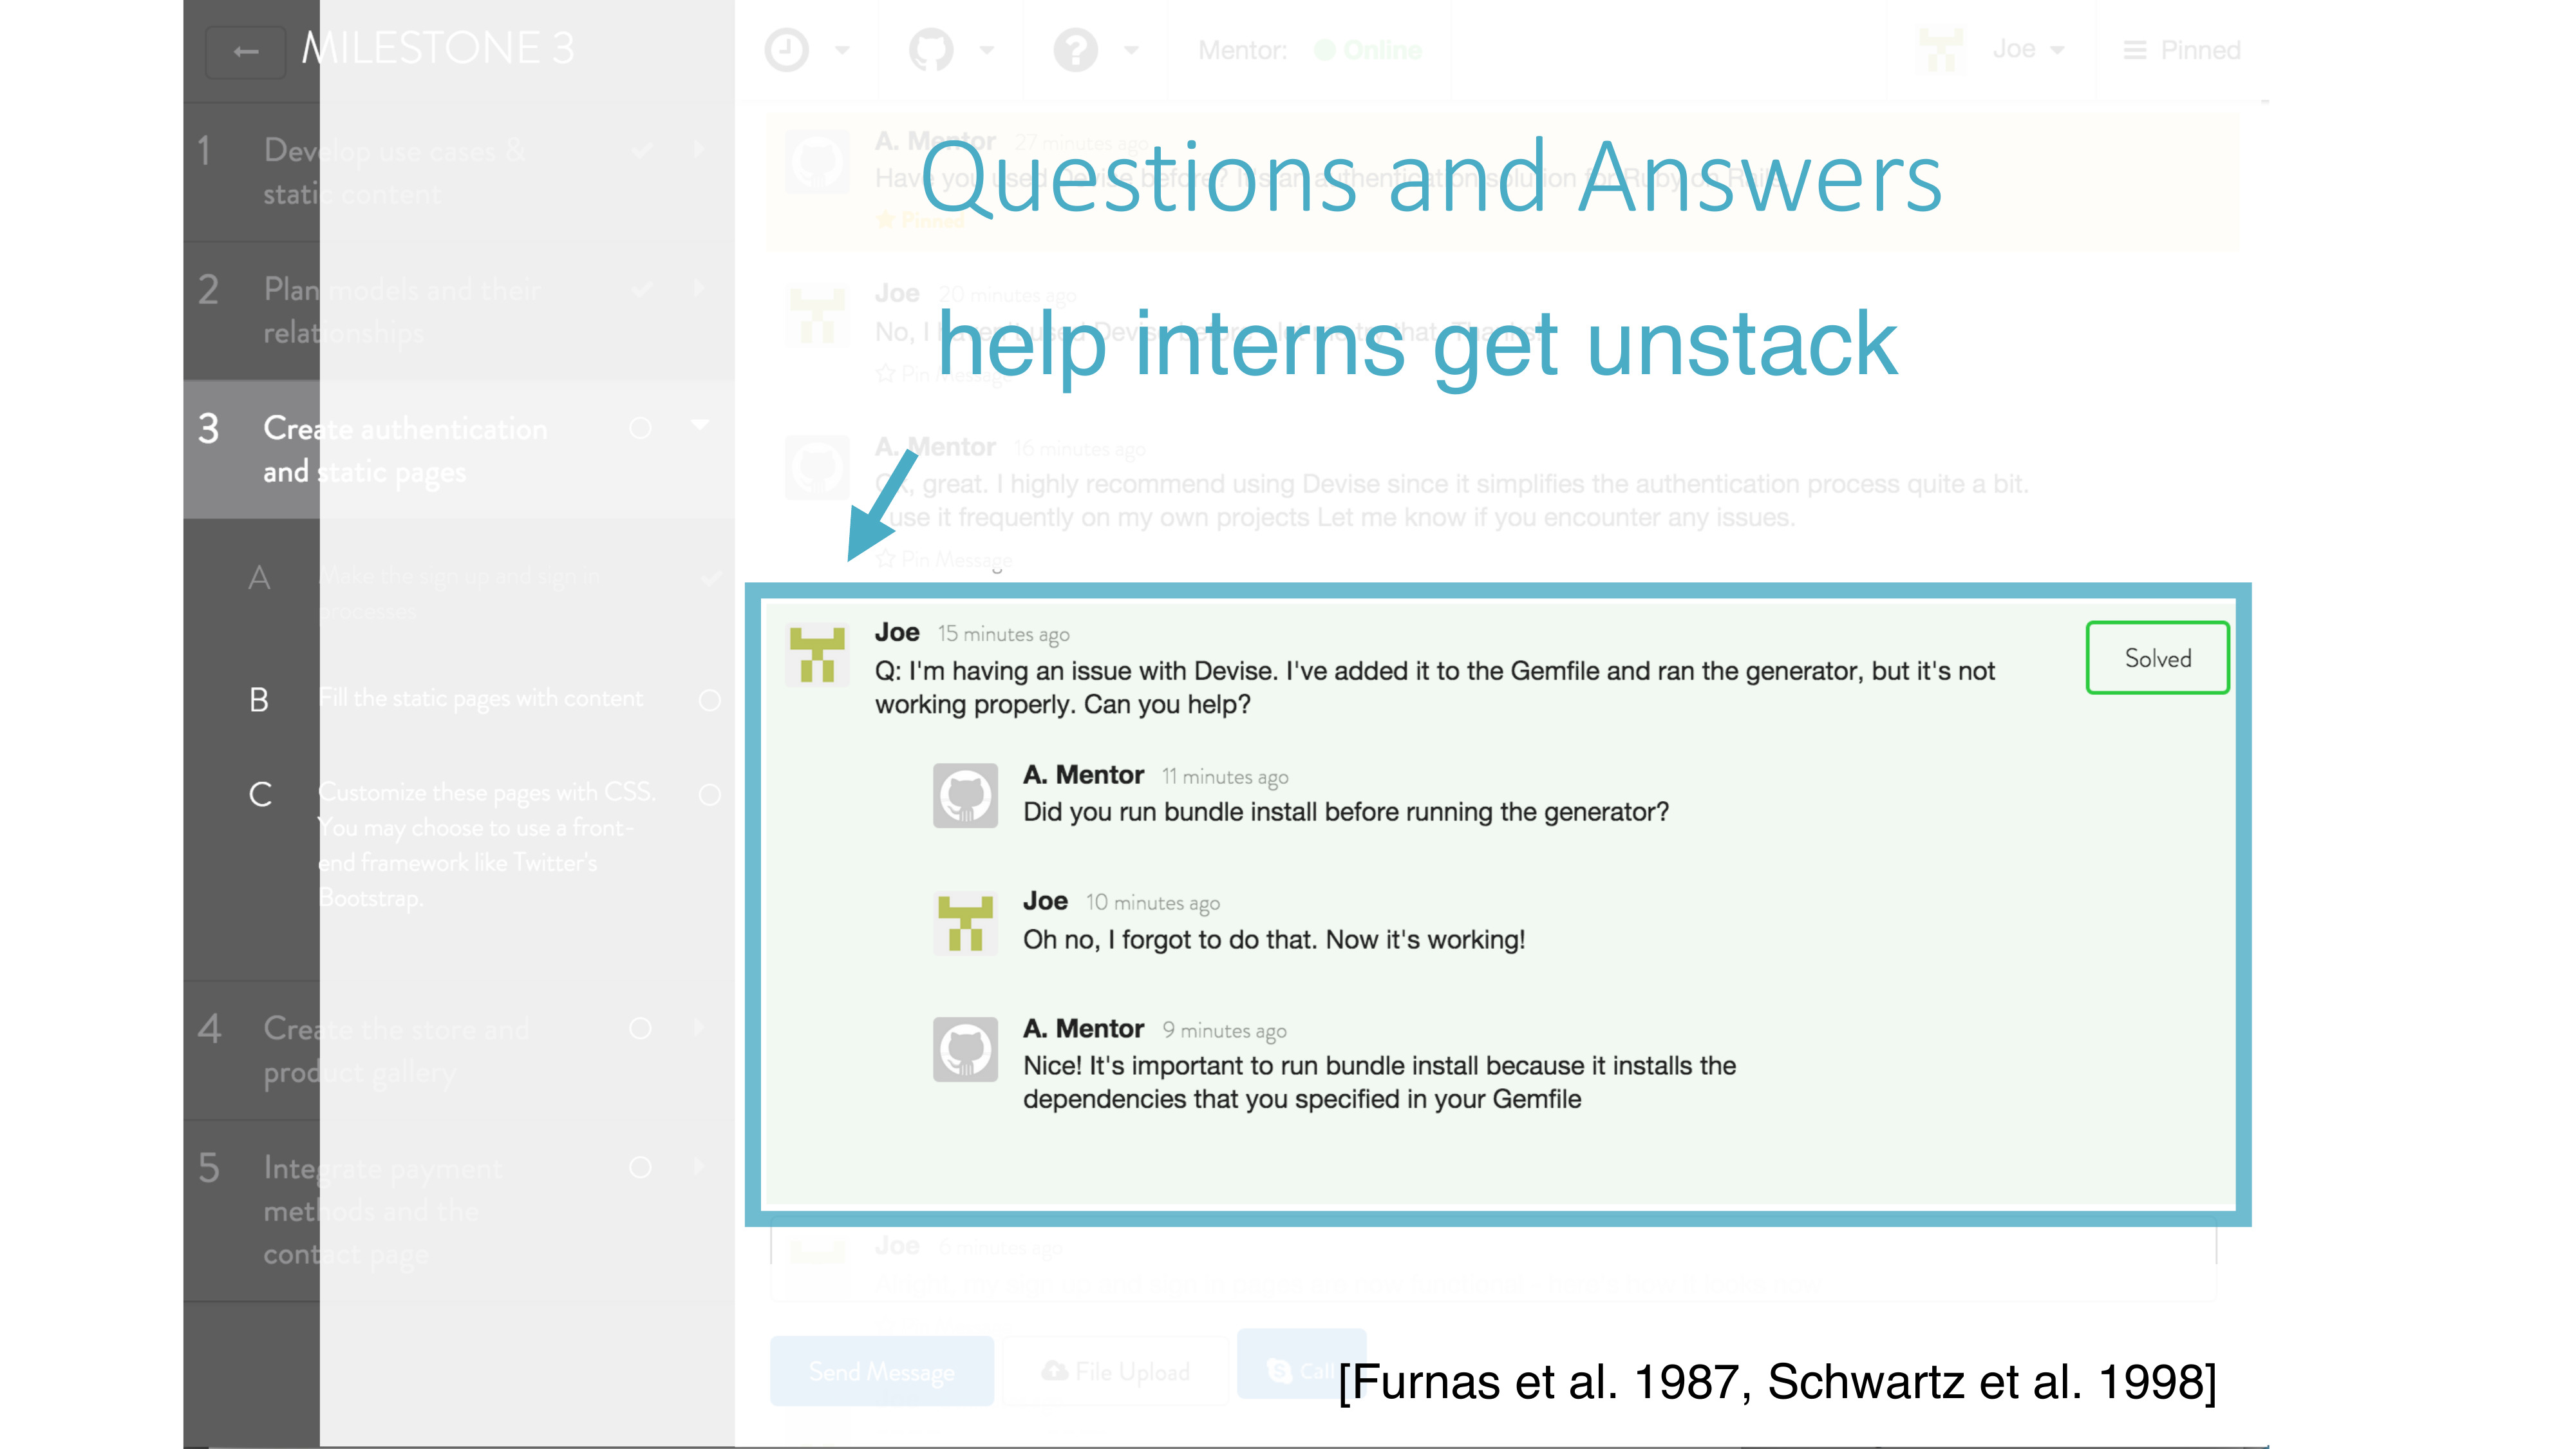 MILESTONE 3
Mentor: Online
Joe
Pinned
1 Develop use cases &
static content
2 Plan models and their
relationships
3 Create authentication
and static pages
A Make the sign up and sign in
processes
B Fill the static pages with content
C Customize these pages with CSS.
You may choose to use a front-
end framework like Twitter's
Bootstrap.
4 Create the store and
product gallery
5 Integrate payment
methods and the
contact page
Questions and Answers
help interns get unstack
A. Mentor 27 minutes ago
Have you used Devise before? It's an authentication solution for Ruby on Rails
Pinned
Joe 20 minutes ago
No, I haven't used Devise before let me try that. Thanks!
Pin Message
A. Mentor 16 minutes ago
OK, great. I highly recommend using Devise since it simplifies the authentication process quite a bit.
use it frequently on my own projects Let me know if you encounter any issues.
Pin Message
Joe 15 minutes ago
Q: I'm having an issue with Devise. I've added it to the Gemfile and ran the generator, but it's not
working properly. Can you help?
Solved
A. Mentor 11 minutes ago
Did you run bundle install before running the generator?
Joe 10 minutes ago
Oh no, I forgot to do that. Now it's working!
A. Mentor 9 minutes ago
Nice! It's important to run bundle install because it installs the
dependencies that you specified in your Gemfile
Joe 6 minutes ago
Send Message
File Upload
Call
[Furnas et al. 1987, Schwartz et al. 1998]